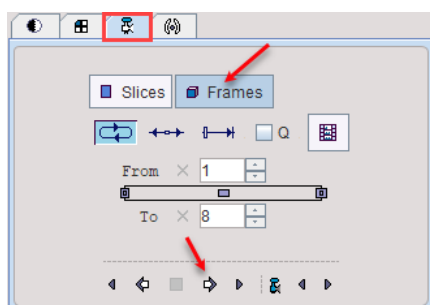 Slices Frames
Q
From 1
To 8